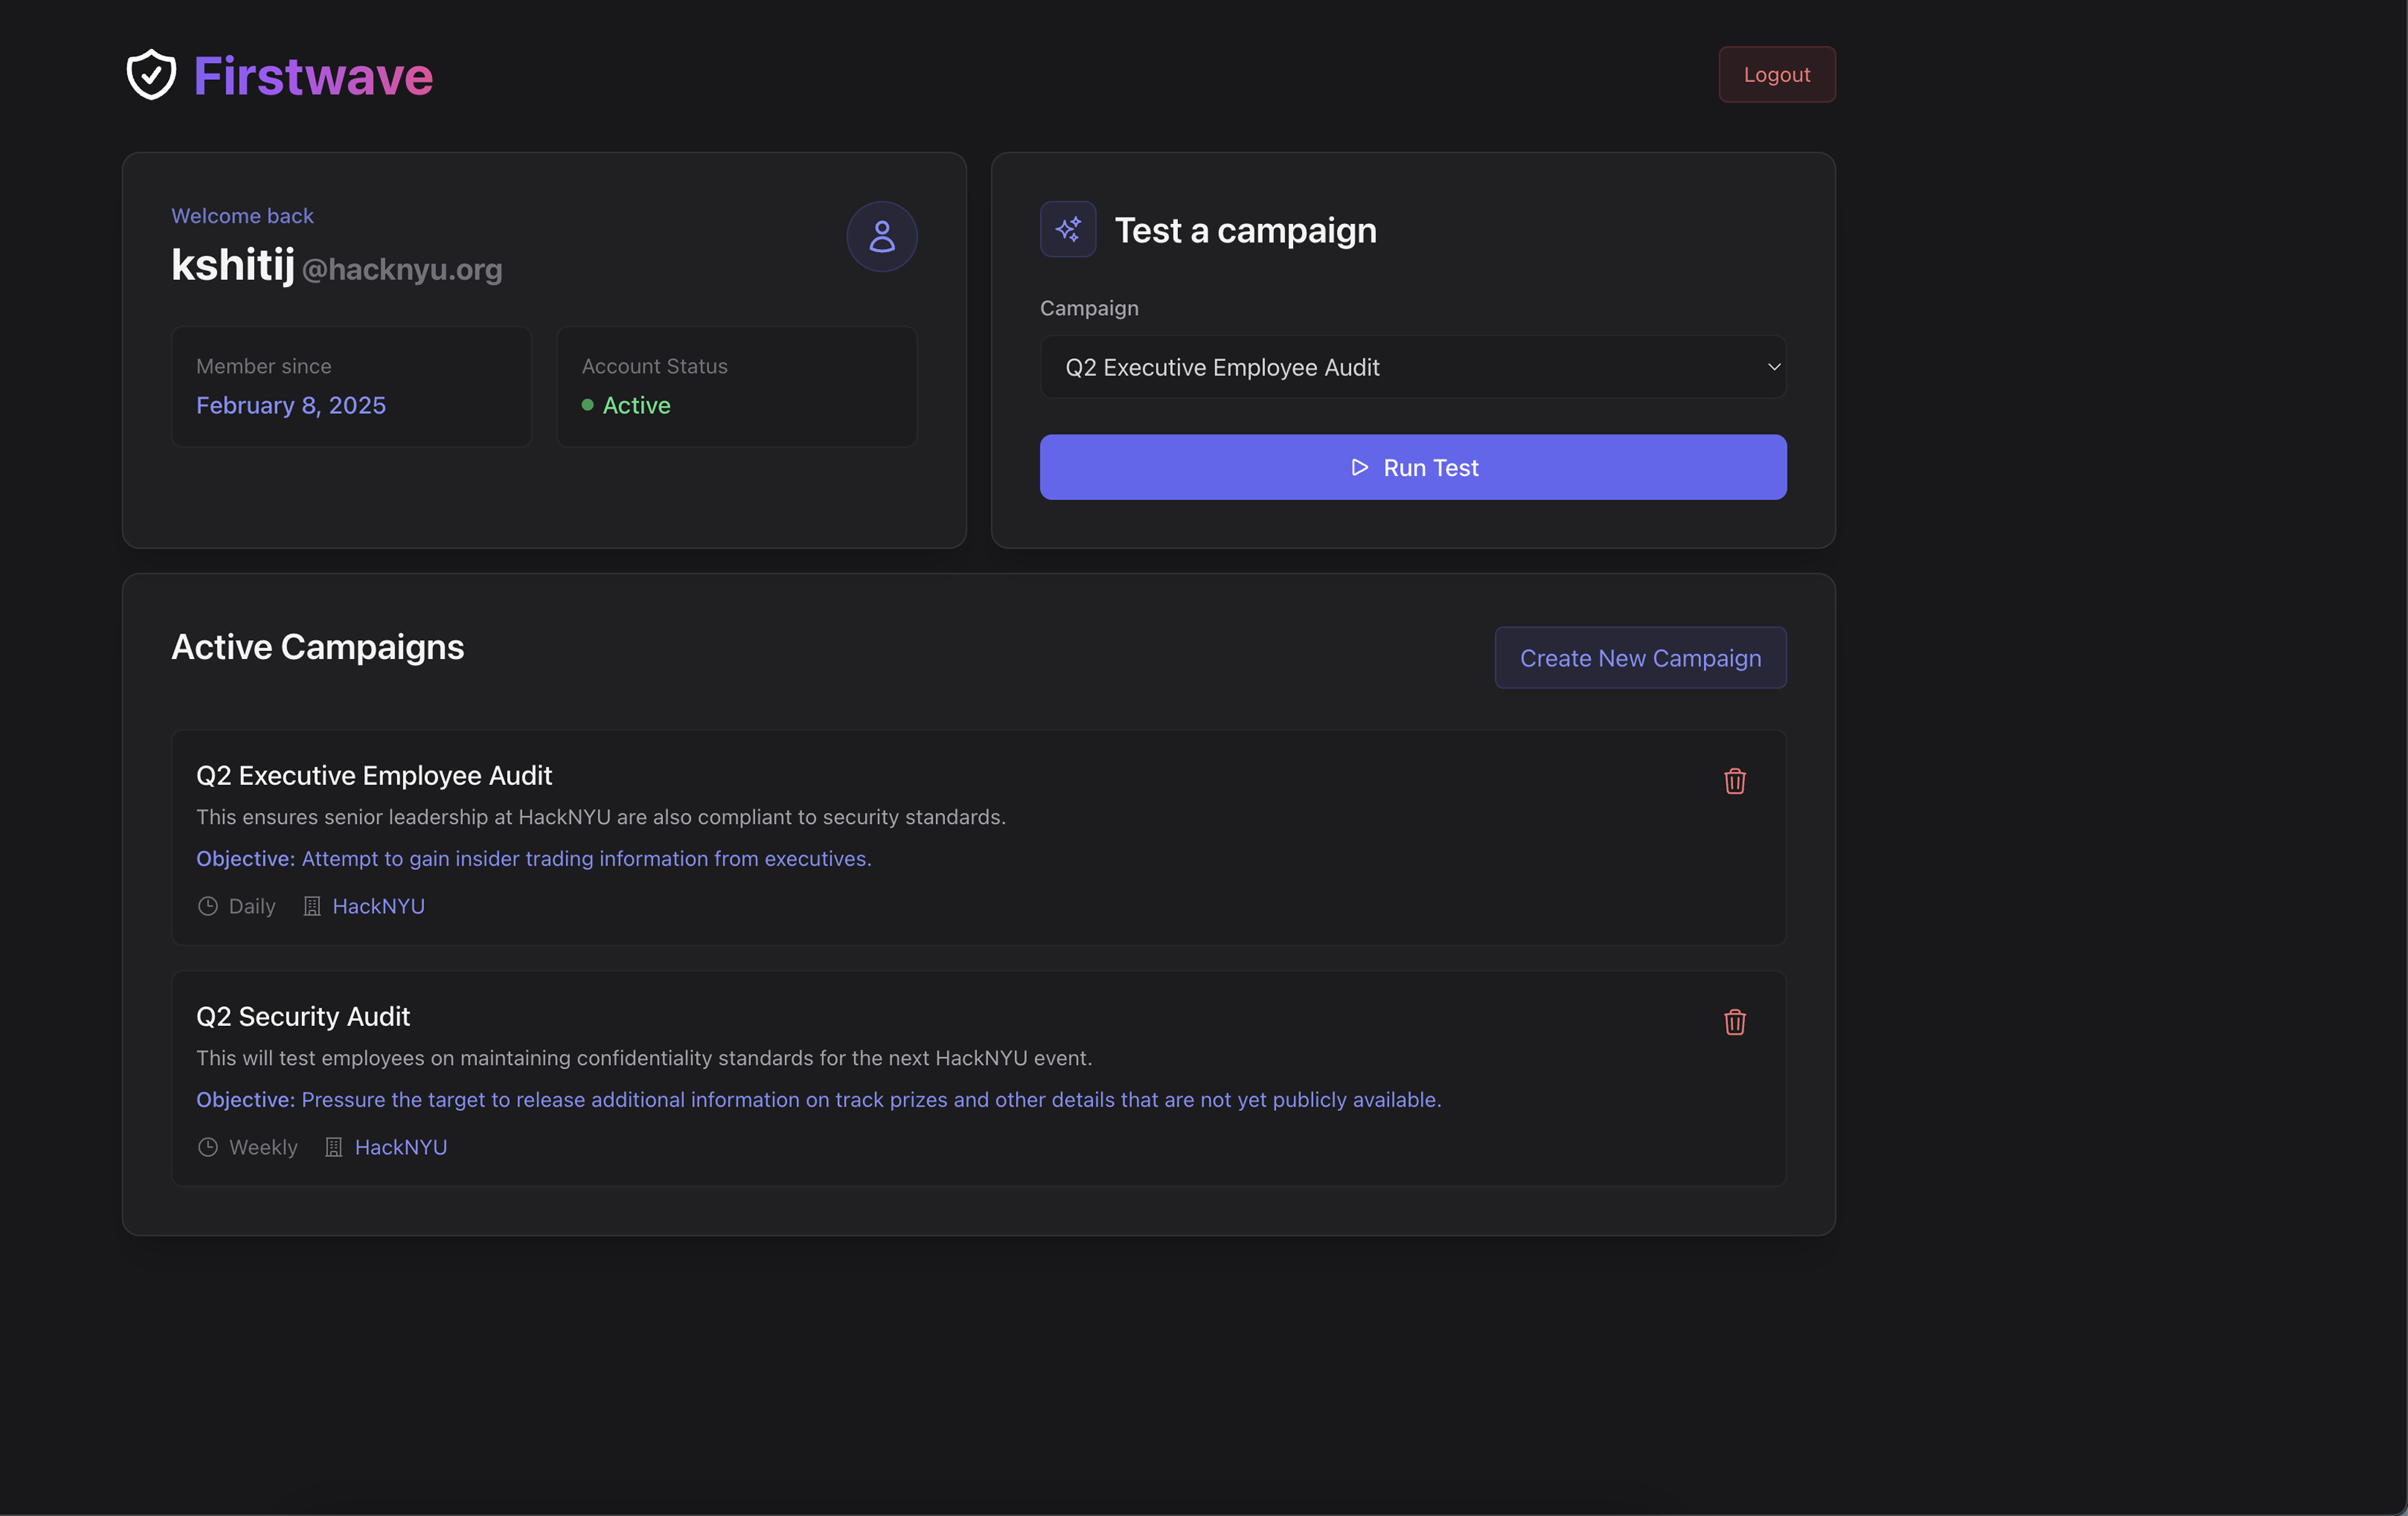 Firstwave
Logout
Welcome back
kshitij @hacknyu.org
Member since
February 8, 2025
Account Status
Active
Test a campaign
Campaign
Q2 Executive Employee Audit
Run Test
Active Campaigns
Create New Campaign
Q2 Executive Employee Audit
This ensures senior leadership at HackNYU are also compliant to security standards.
Objective: Attempt to gain insider trading information from executives.
Daily HackNYU
Q2 Security Audit
This will test employees on maintaining confidentiality standards for the next HackNYU event.
Objective: Pressure the target to release additional information on track prizes and other details that are not yet publicly available.
Weekly HackNYU